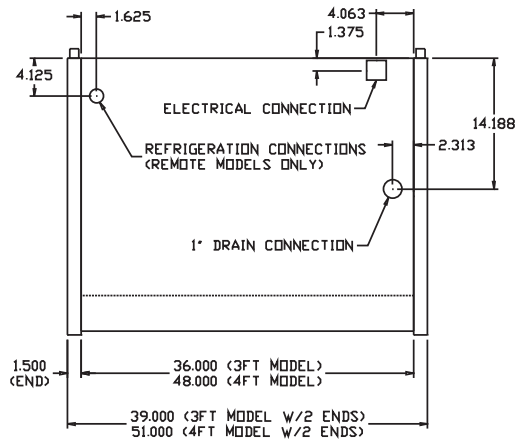 1.625
4.063
1.375
4.125
ELECTRICAL CONNECTION
14.188
REFRIGERATION CONNECTIONS
(REMOTE MODELS ONLY)
2.313
1" DRAIN CONNECTION
1.500
(END)
36.000 (3FT MODEL)
48.000 (4FT MODEL)
39.000 (3FT MODEL W/2 ENDS)
51.000 (4FT MODEL W/2 ENDS)